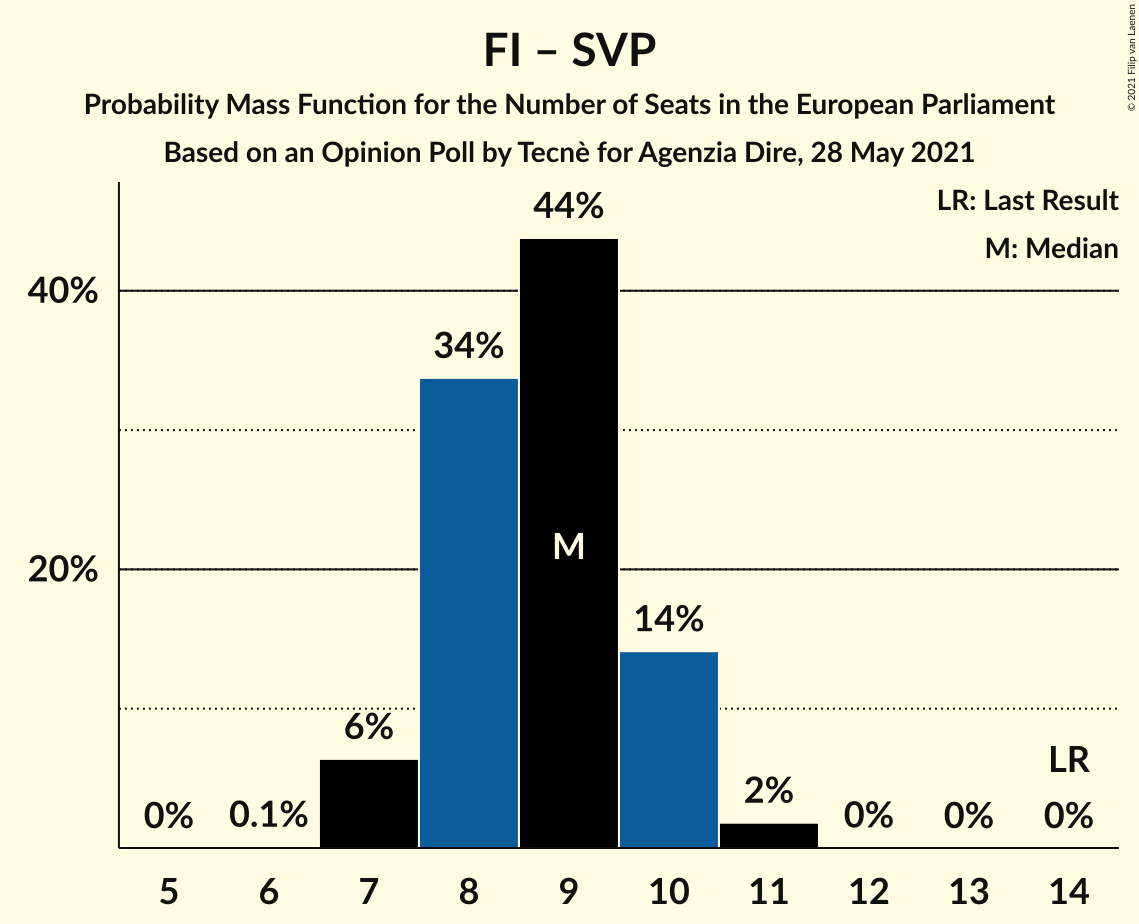 FI – SVP
Probability Mass Function for the Number of Seats in the European Parliament
Based on an Opinion Poll by Tecnè for Agenzia Dire, 28 May 2021
© 2021 Filip van Laenen
LR: Last Result
M: Median
44%
40%
34%
M
20%
14%
6%
LR
2%
0% 0.1% 0% 0% 0%
5 6 7 8 9 10 11 12 13 14